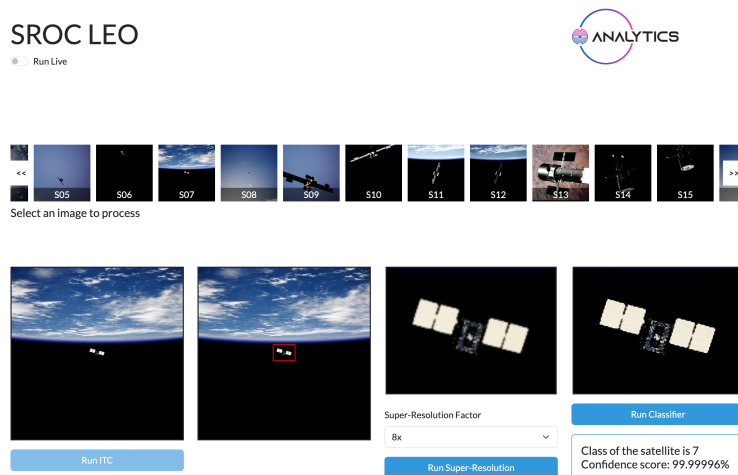 SROC LEO
ANALYTICS
Run Live
<<
S05
S06
S07
S08
S09
S10
S11
S12
S13
S14
S15
>>
Select an image to process
Super-Resolution Factor
8x
Run Classifier
Run ITC
Run Super-Resolution
Class of the satellite is 7
Confidence score: 99.99996%